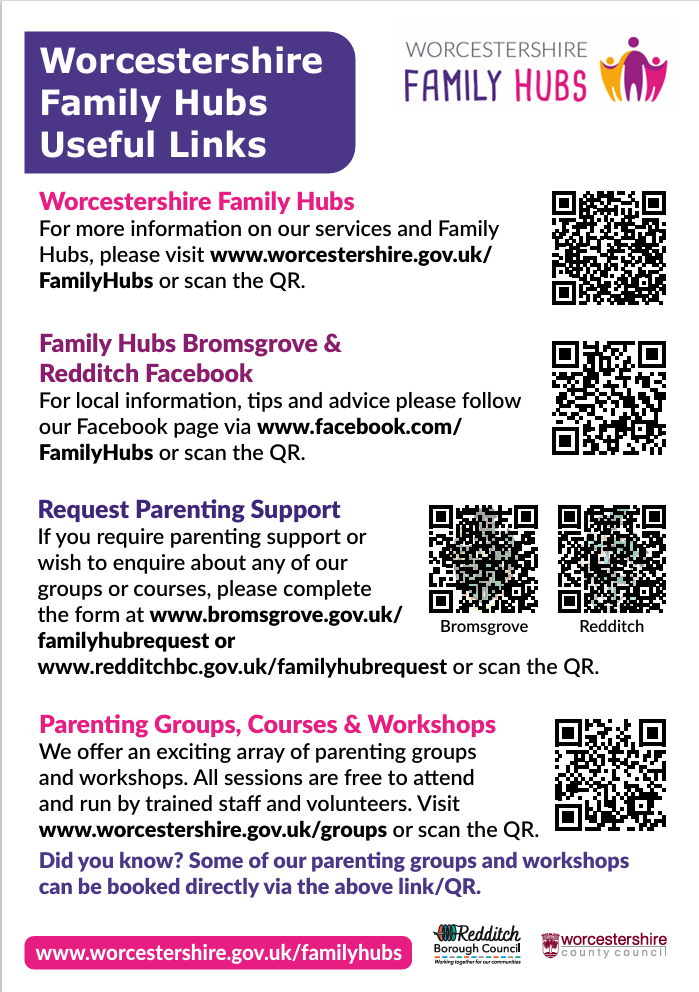 Worcestershire
Family Hubs
Useful Links
WORCESTERSHIRE
FAMILY HUBS
Worcestershire Family Hubs
For more information on our services and Family
Hubs, please visit www.worcestershire.gov.uk/
FamilyHubs or scan the QR.
Family Hubs Bromsgrove &
Redditch Facebook
For local information, tips and advice please follow
our Facebook page via www.facebook.com/
FamilyHubs or scan the QR.
Request Parenting Support
If you require parenting support or
wish to enquire about any of our
groups or courses, please complete
the form at www.bromsgrove.gov.uk/
familyhubrequest or
www.redditchbc.gov.uk/familyhubrequest or scan the QR.
Bromsgrove
Redditch
Parenting Groups, Courses & Workshops
We offer an exciting array of parenting groups
and workshops. All sessions are free to attend
and run by trained staff and volunteers. Visit
www.worcestershire.gov.uk/groups or scan the QR.
Did you know? Some of our parenting groups and workshops
can be booked directly via the above link/QR.
www.worcestershire.gov.uk/familyhubs
Redditch
Borough Council
Working together for our communities
worcestershire
county council